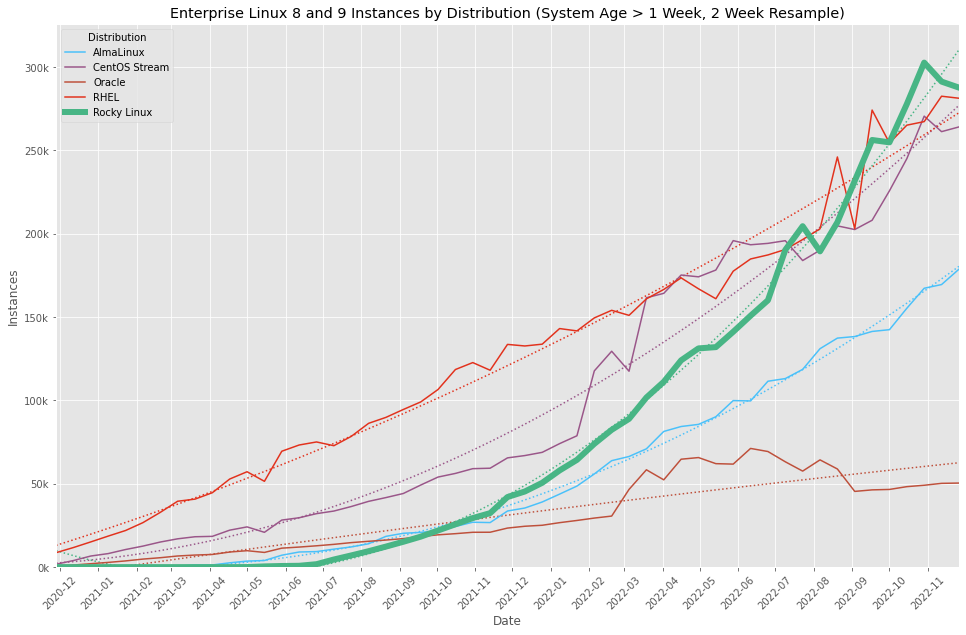 Enterprise Linux 8 and 9 Instances by Distribution (System Age > 1 Week, 2 Week Resample)
Distribution
AlmaLinux
CentOS Stream
Oracle
RHEL
Rocky Linux
300k
250k
200k
150k
100k
50k
0k
Instances
2020-12
2021-01
2021-02
2021-03
2021-04
2021-05
2021-06
2021-07
2021-08
2021-09
2021-10
2021-11
2022-01
2022-02
2022-03
2022-04
2022-05
2022-06
2022-07
2022-08
2022-09
2022-10
2022-11
Date